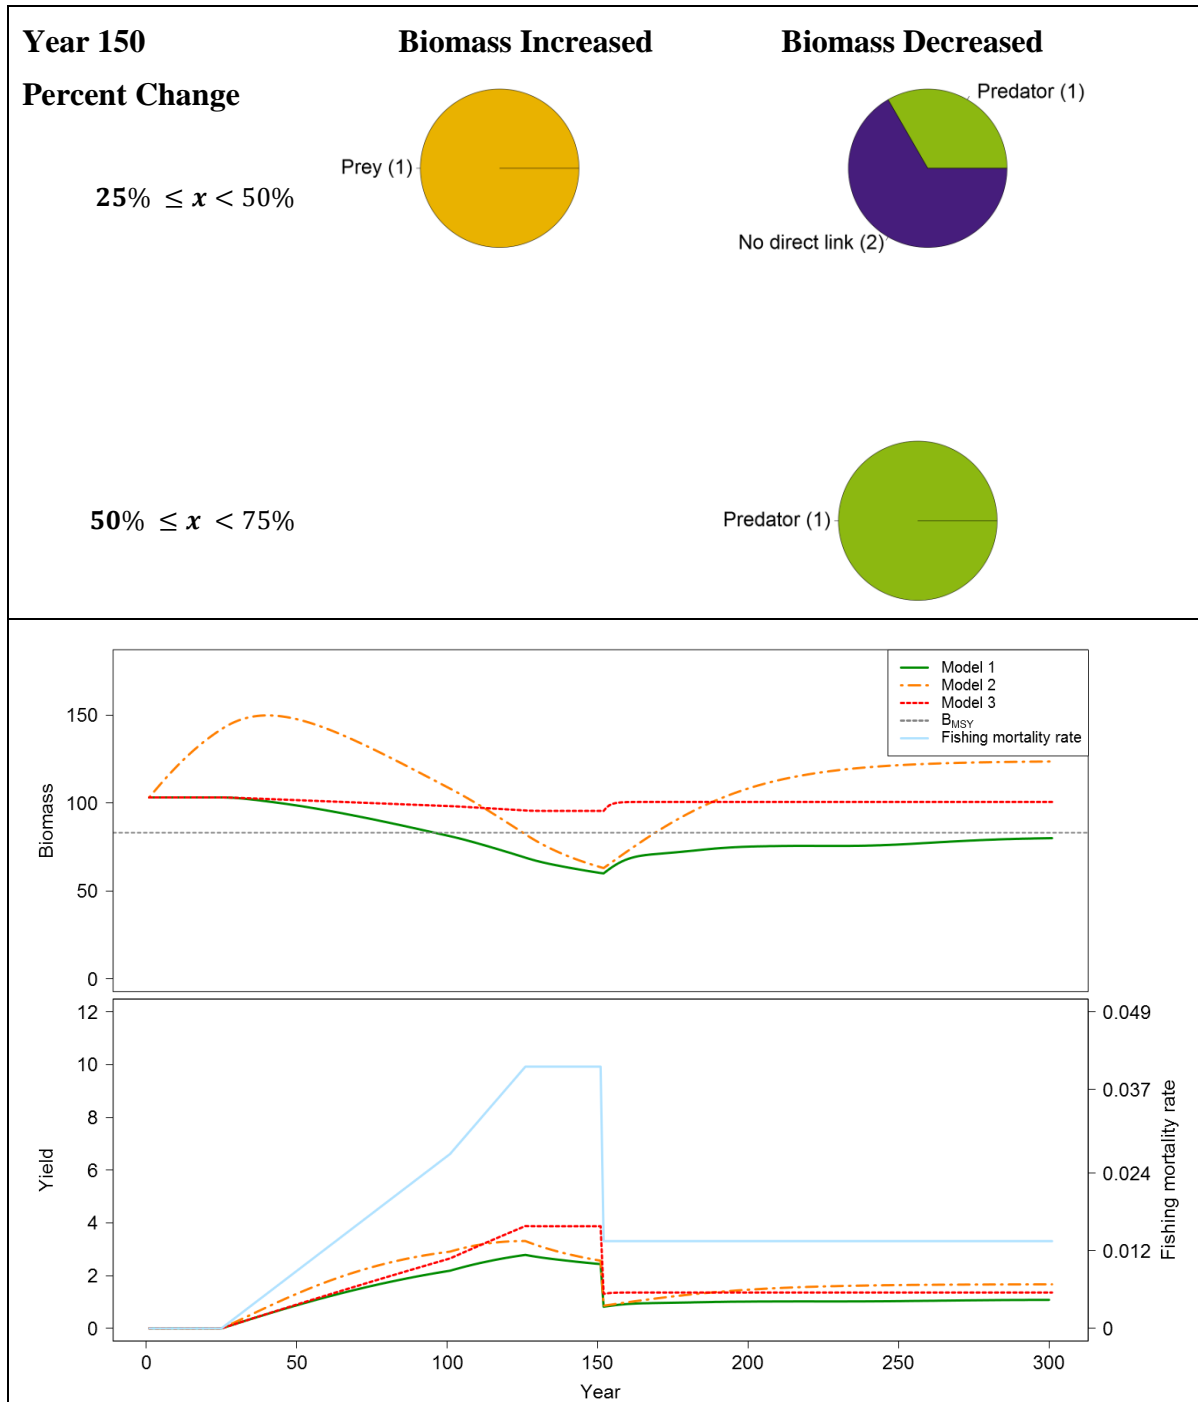 Year 150
Biomass Increased
Biomass Decreased
Percent Change
Predator (1)
Prey (1)
25% ≤ x < 50%
No direct link (2)
50% ≤ x < 75%
Predator (1)
Model 1
Model 2
Model 3
BMSY
Fishing mortality rate
150
100
50
0
Biomass
12
10
8
6
4
2
0
Yield
0.049
0.037
0.024
0.012
0
Fishing mortality rate
0 50 100 150 200 250 300
Year